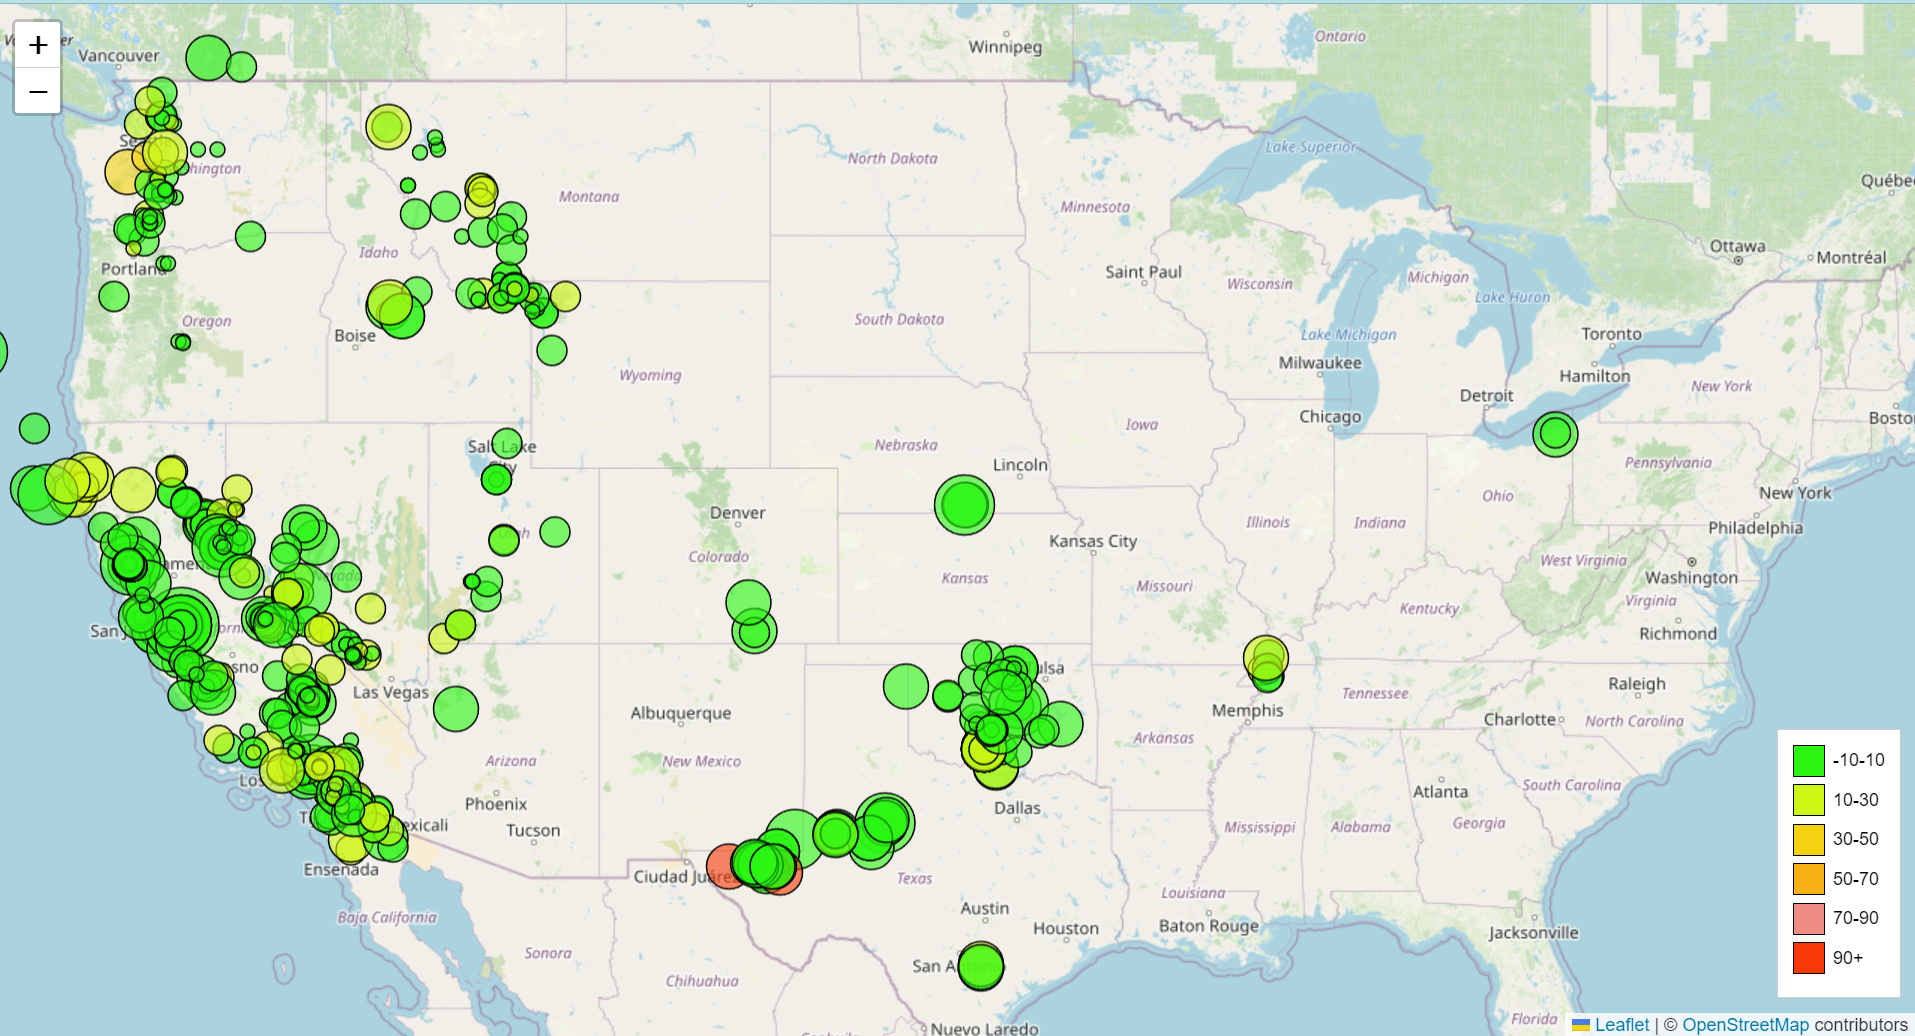 +
−
Vancouver
Winnipeg
Ontario
Lake Superior
North Dakota
Montana
Minnesota
Québec
Ottawa
Montréal
Idaho
Portland
Saint Paul
Wisconsin
Michigan
Lake Huron
Oregon
South Dakota
Boise
Lake Michigan
Toronto
Milwaukee
Hamilton
Wyoming
New York
Detroit
Chicago
Boston
Iowa
Salt Lake
City
Nebraska
Lincoln
Pennsylvania
New York
Ohio
Denver
Illinois
Indiana
Philadelphia
Utah
Kansas City
Colorado
West Virginia
Washington
Kansas
Missouri
Virginia
Kentucky
Richmond
Las Vegas
Tennessee
Raleigh
Albuquerque
Memphis
Charlotte
North Carolina
Arkansas
Arizona
New Mexico
South Carolina
Phoenix
Dallas
Atlanta
Tucson
Mississippi
Alabama
Georgia
Ensenada
Ciudad Juáre
Texas
Louisiana
Austin
Baja California
Houston
Baton Rouge
Jacksonville
Sonora
San A
Chihuahua
Florida
Nuevo Laredo
-10-10
10-30
30-50
50-70
70-90
90+
Leaflet | © OpenStreetMap contributors